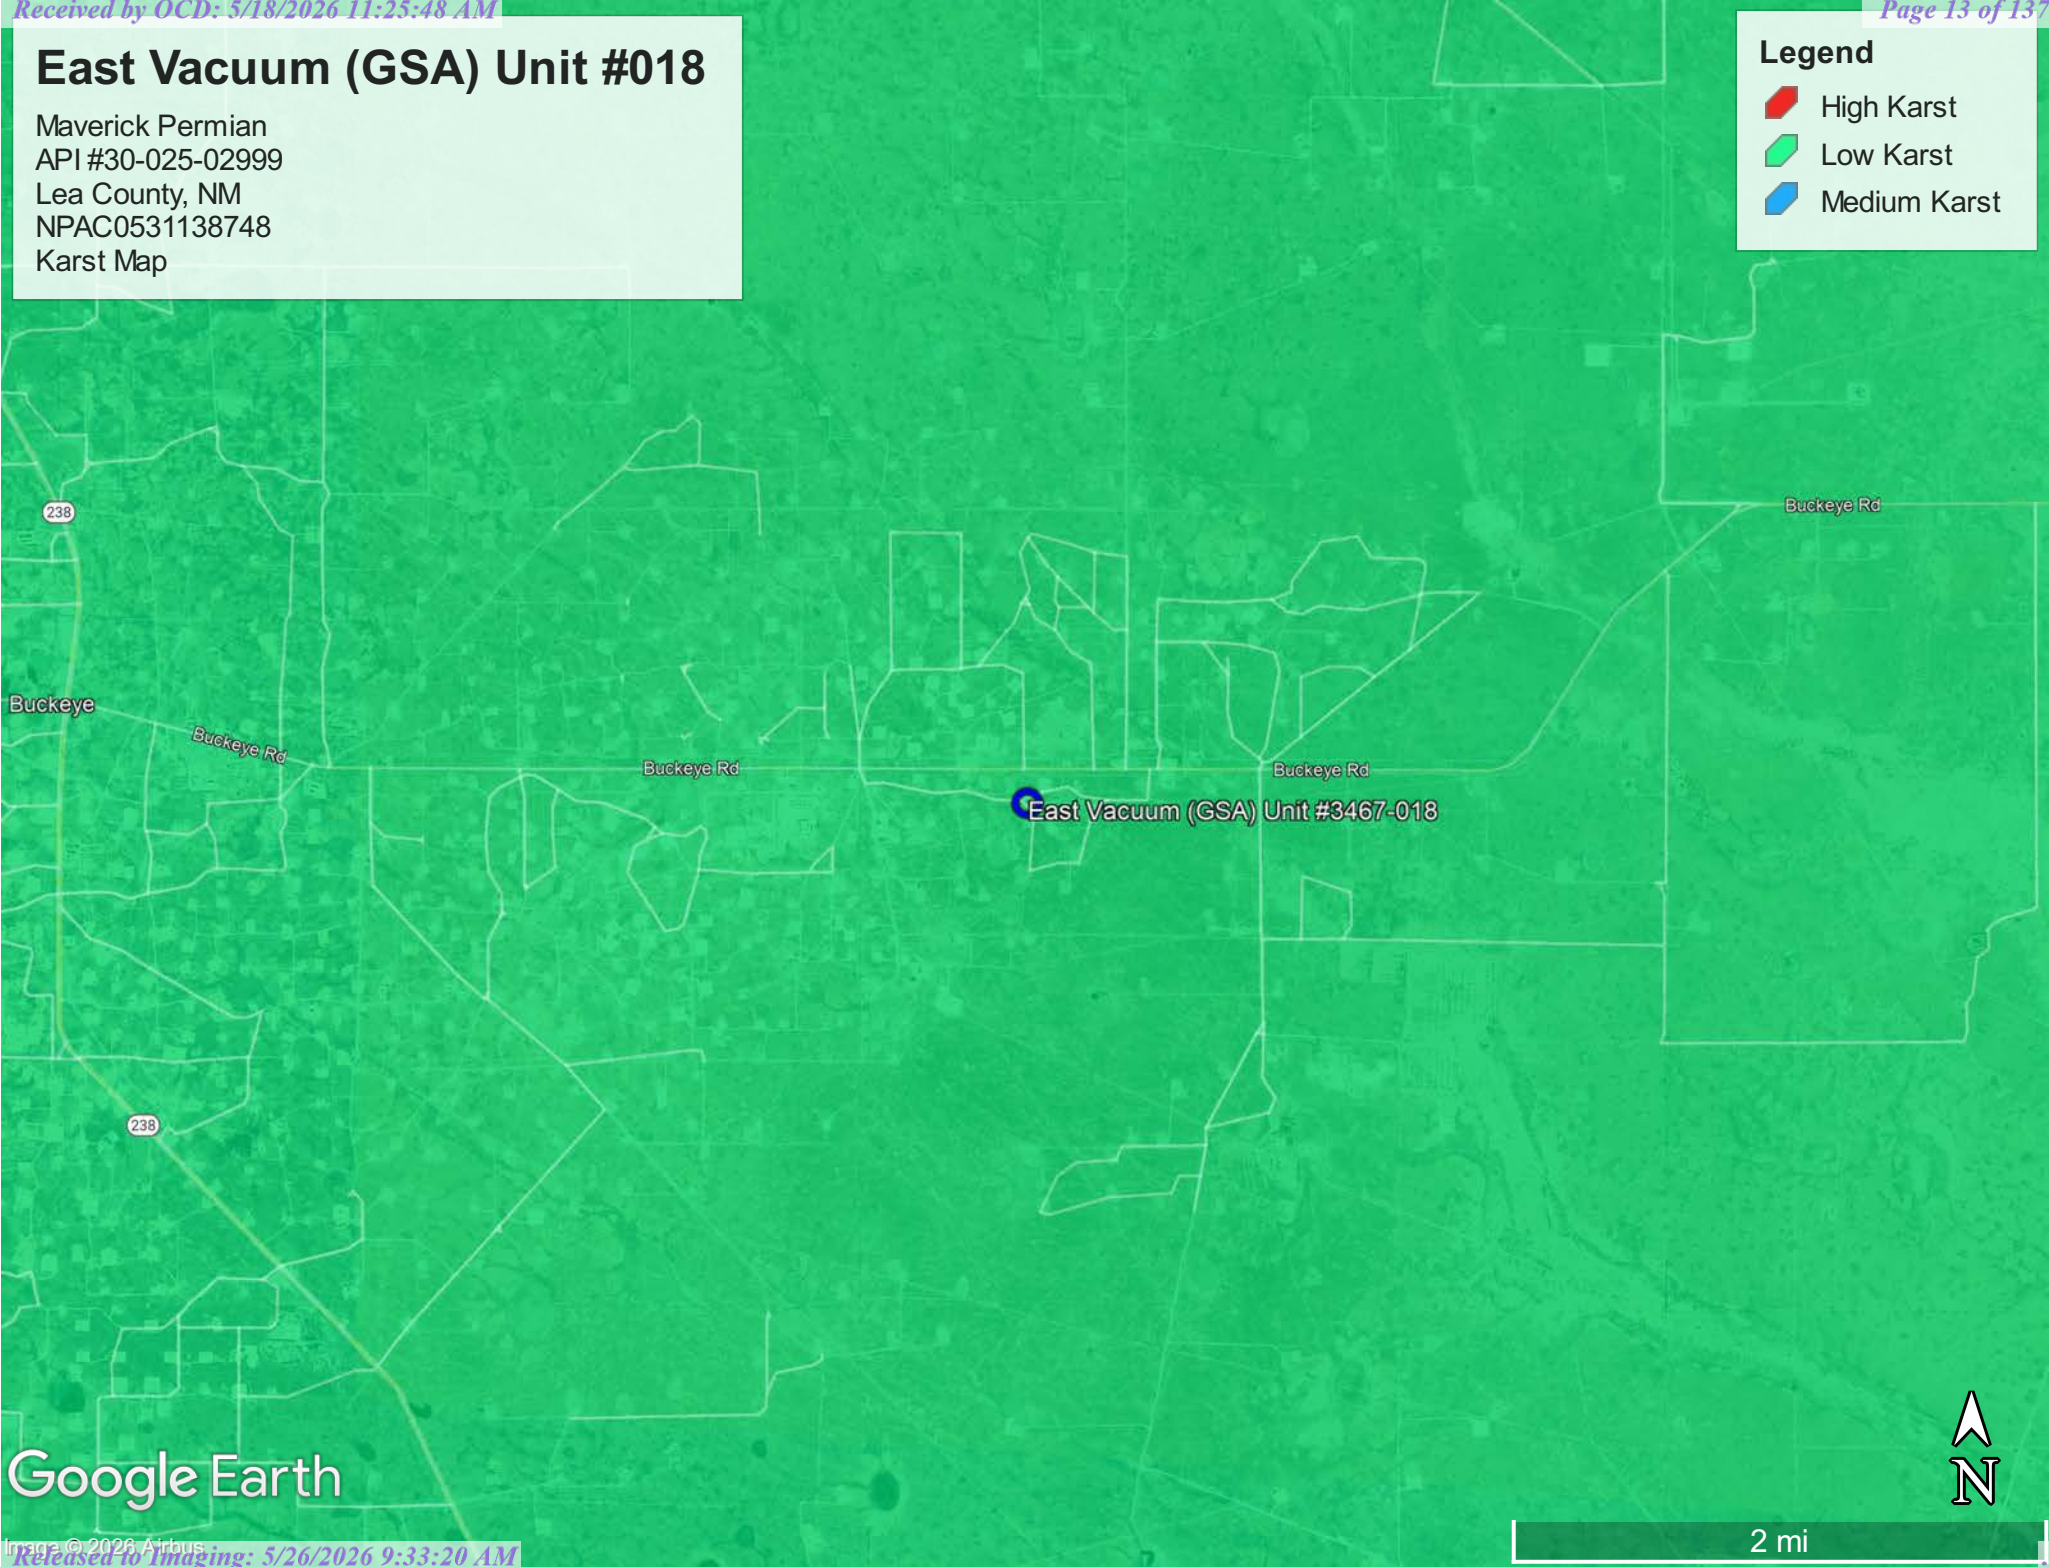 Received by OCD: 5/18/2026 11:25:48 AM
Page 13 of 137
East Vacuum (GSA) Unit #018
Maverick Permian
API #30-025-02999
Lea County, NM
NPAC0531138748
Karst Map
Legend
High Karst
Low Karst
Medium Karst
238
Buckeye Rd
Buckeye
Buckeye Rd
Buckeye Rd
Buckeye Rd
East Vacuum (GSA) Unit #3467-018
238
Google Earth
N
2 mi
Image © 2026 Airbus
Released to Imaging: 5/26/2026 9:33:20 AM